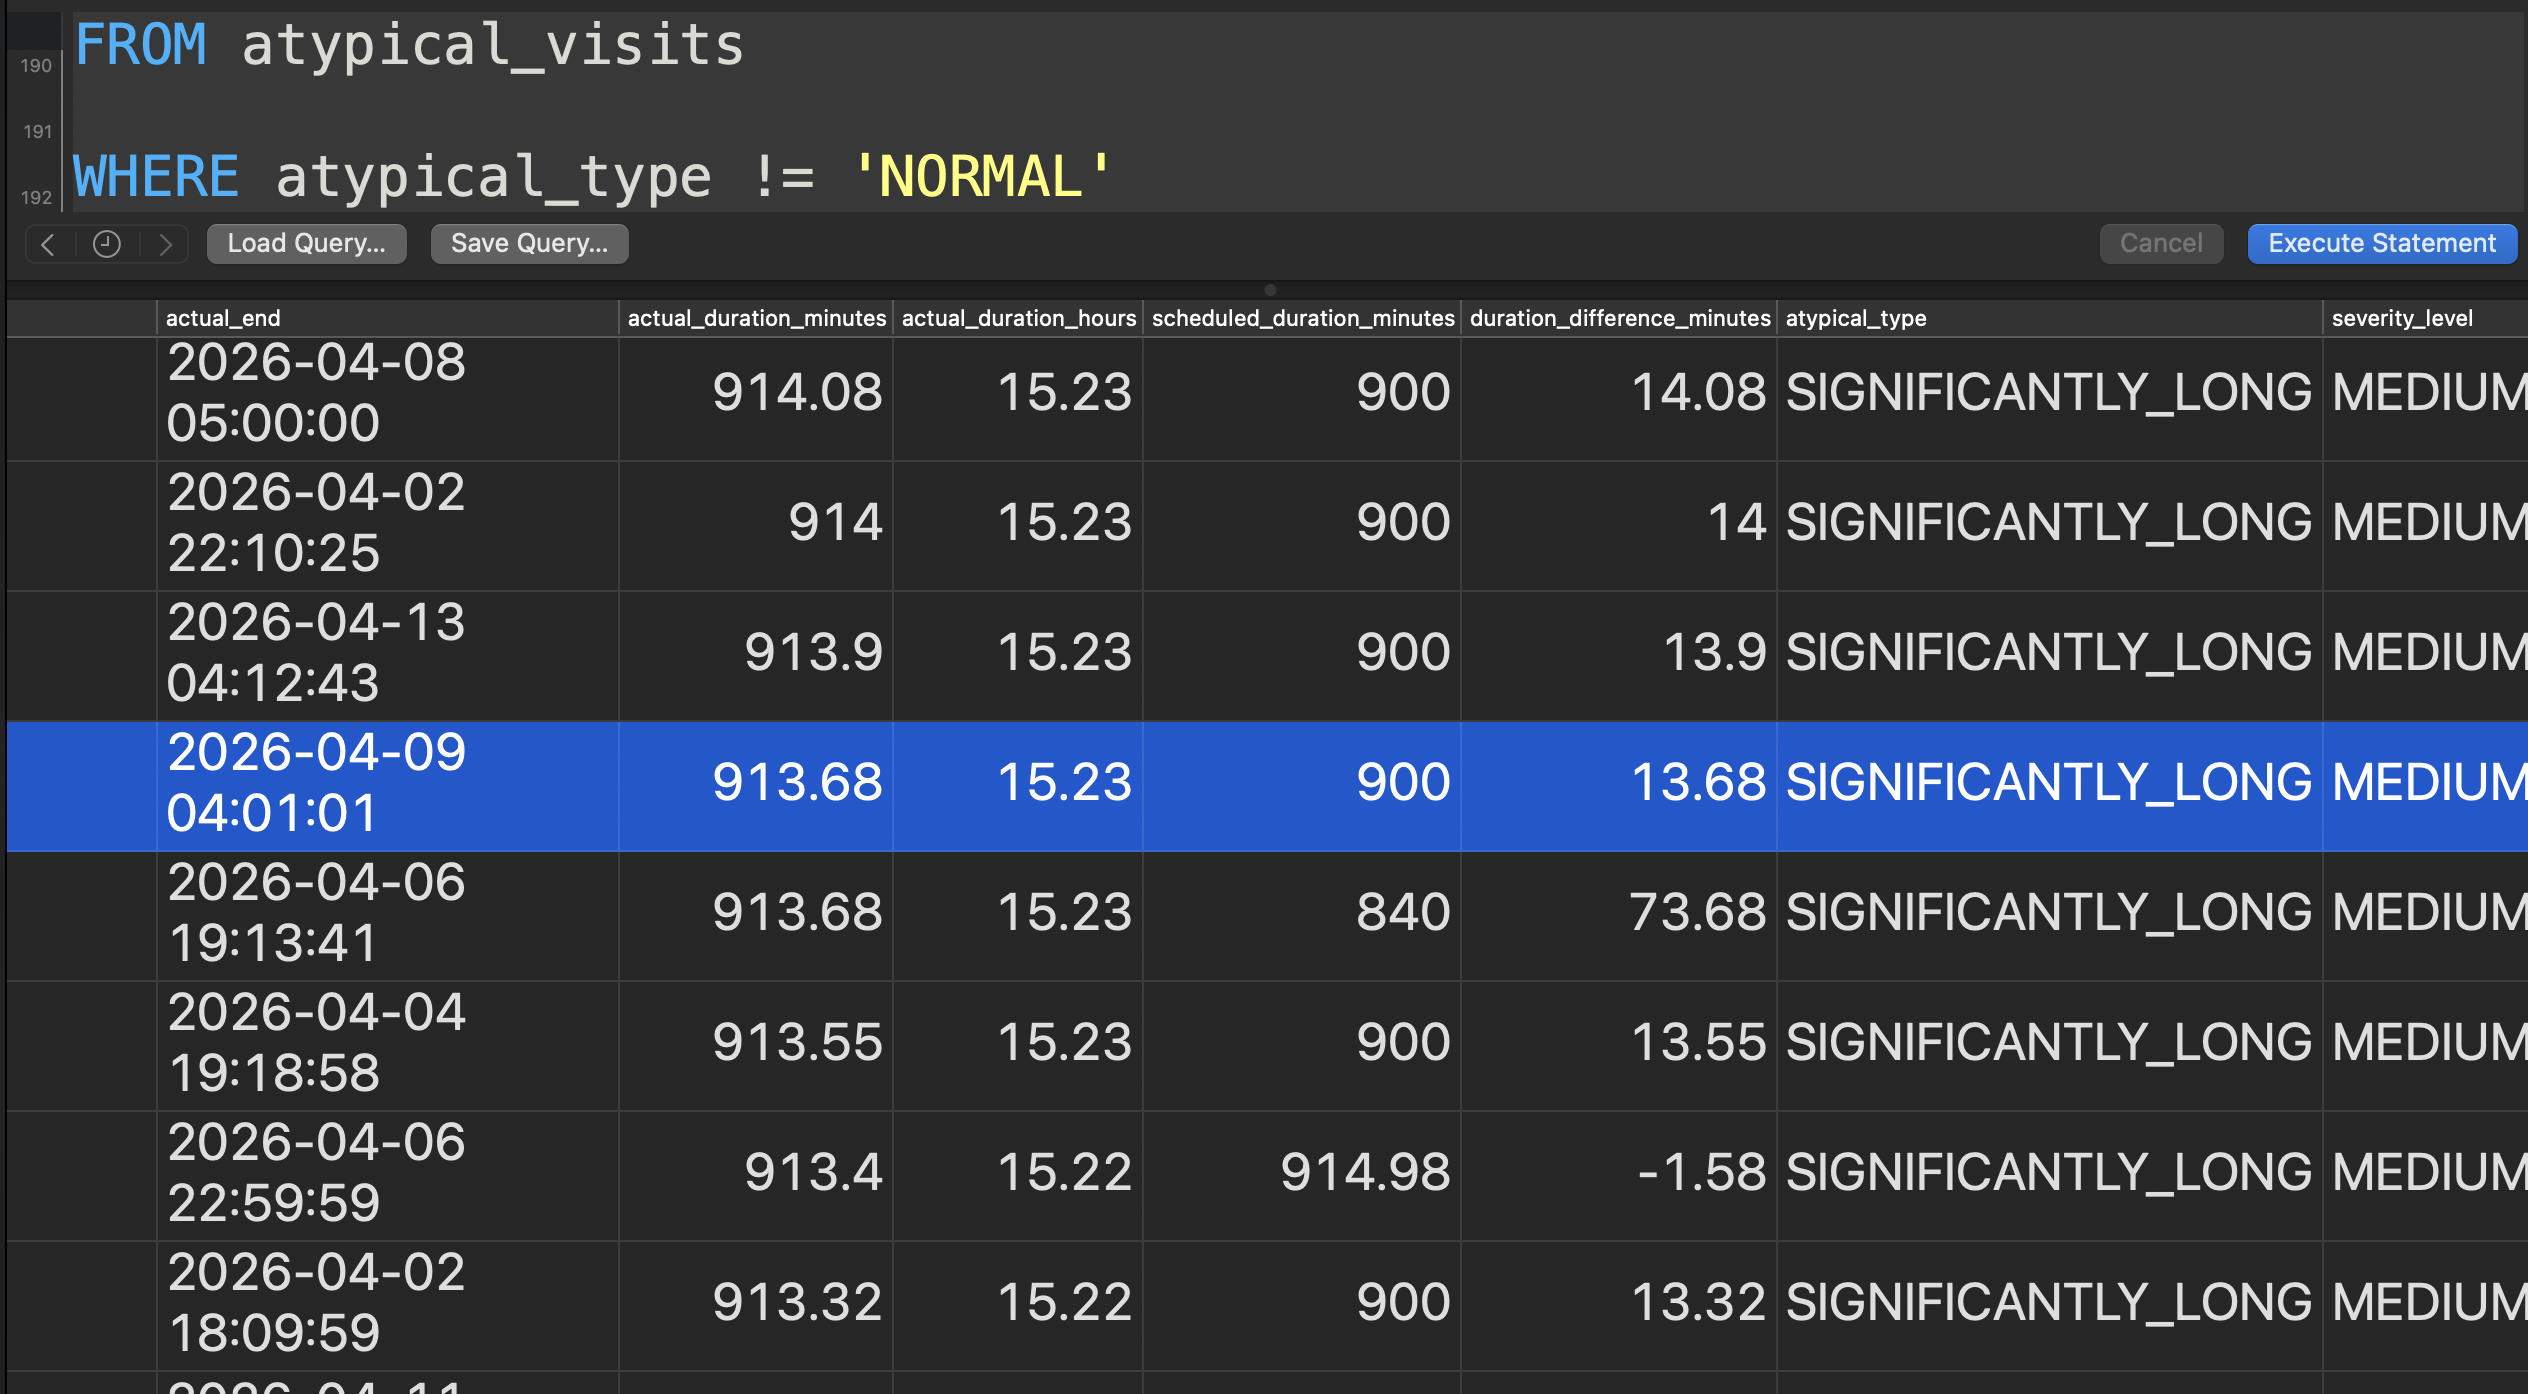 190 FROM atypical_visits
191
192 WHERE atypical_type != 'NORMAL'
Load Query... Save Query... Cancel Execute Statement
actual_end actual_duration_minutes actual_duration_hours scheduled_duration_minutes duration_difference_minutes atypical_type severity_level
2026-04-08
05:00:00 914.08 15.23 900 14.08 SIGNIFICANTLY_LONG MEDIUM
2026-04-02
22:10:25 914 15.23 900 14 SIGNIFICANTLY_LONG MEDIUM
2026-04-13
04:12:43 913.9 15.23 900 13.9 SIGNIFICANTLY_LONG MEDIUM
2026-04-09
04:01:01 913.68 15.23 900 13.68 SIGNIFICANTLY_LONG MEDIUM
2026-04-06
19:13:41 913.68 15.23 840 73.68 SIGNIFICANTLY_LONG MEDIUM
2026-04-04
19:18:58 913.55 15.23 900 13.55 SIGNIFICANTLY_LONG MEDIUM
2026-04-06
22:59:59 913.4 15.22 914.98 -1.58 SIGNIFICANTLY_LONG MEDIUM
2026-04-02
18:09:59 913.32 15.22 900 13.32 SIGNIFICANTLY_LONG MEDIUM
2026-04-11